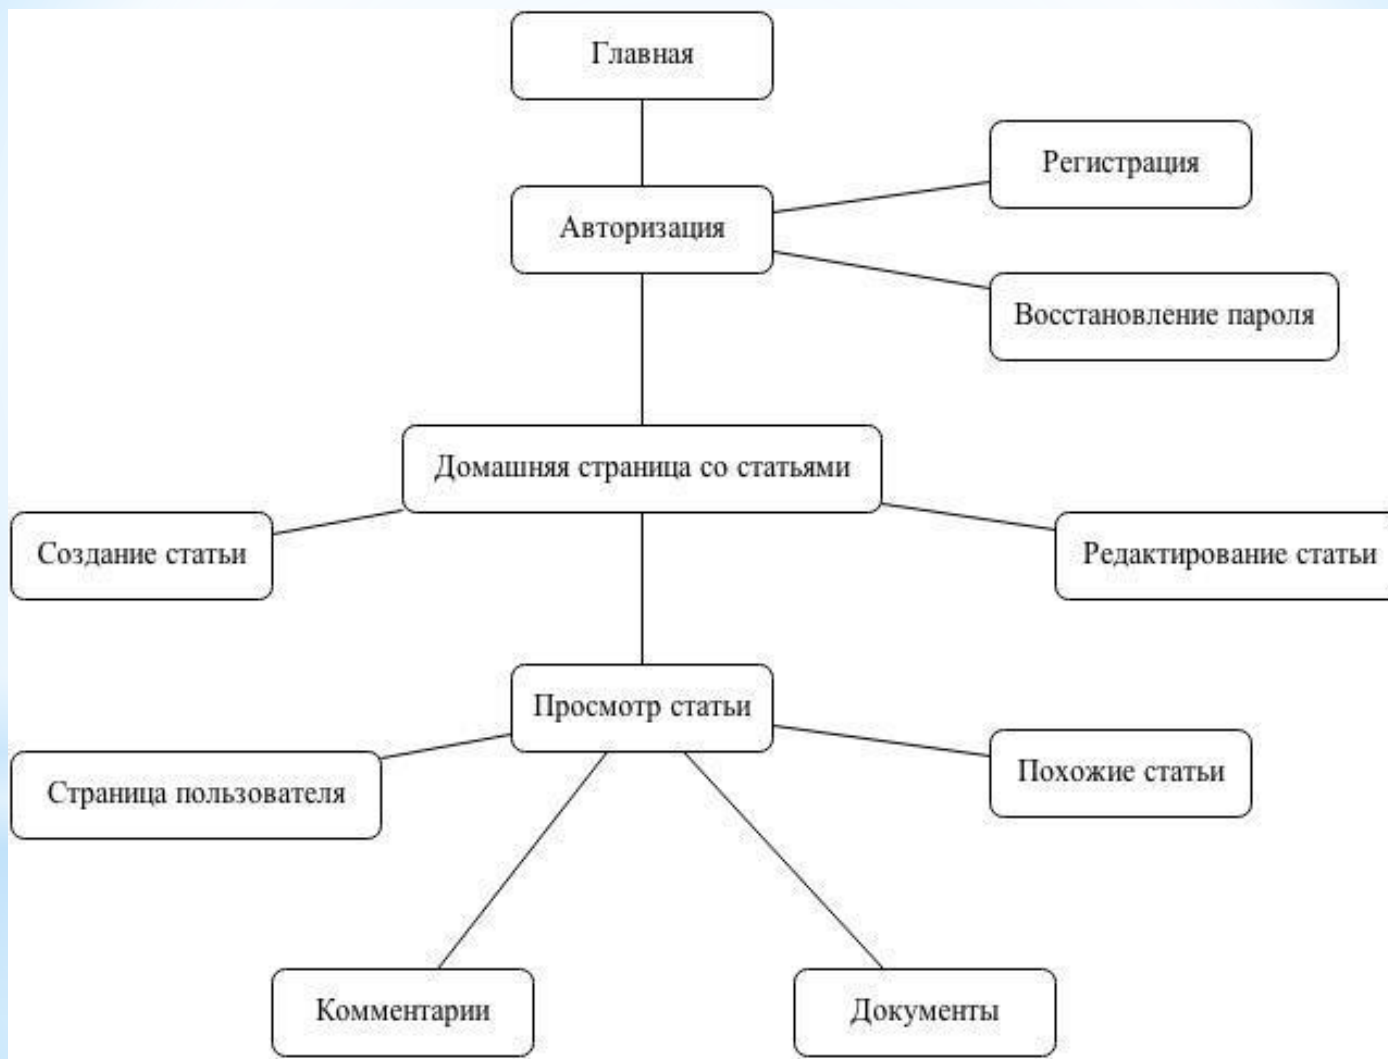 Главная
Регистрация
Авторизация
Восстановление пароля
Домашняя страница со статьями
Создание статьи
Редактирование статьи
Просмотр статьи
Похожие статьи
Страница пользователя
Комментарии
Документы